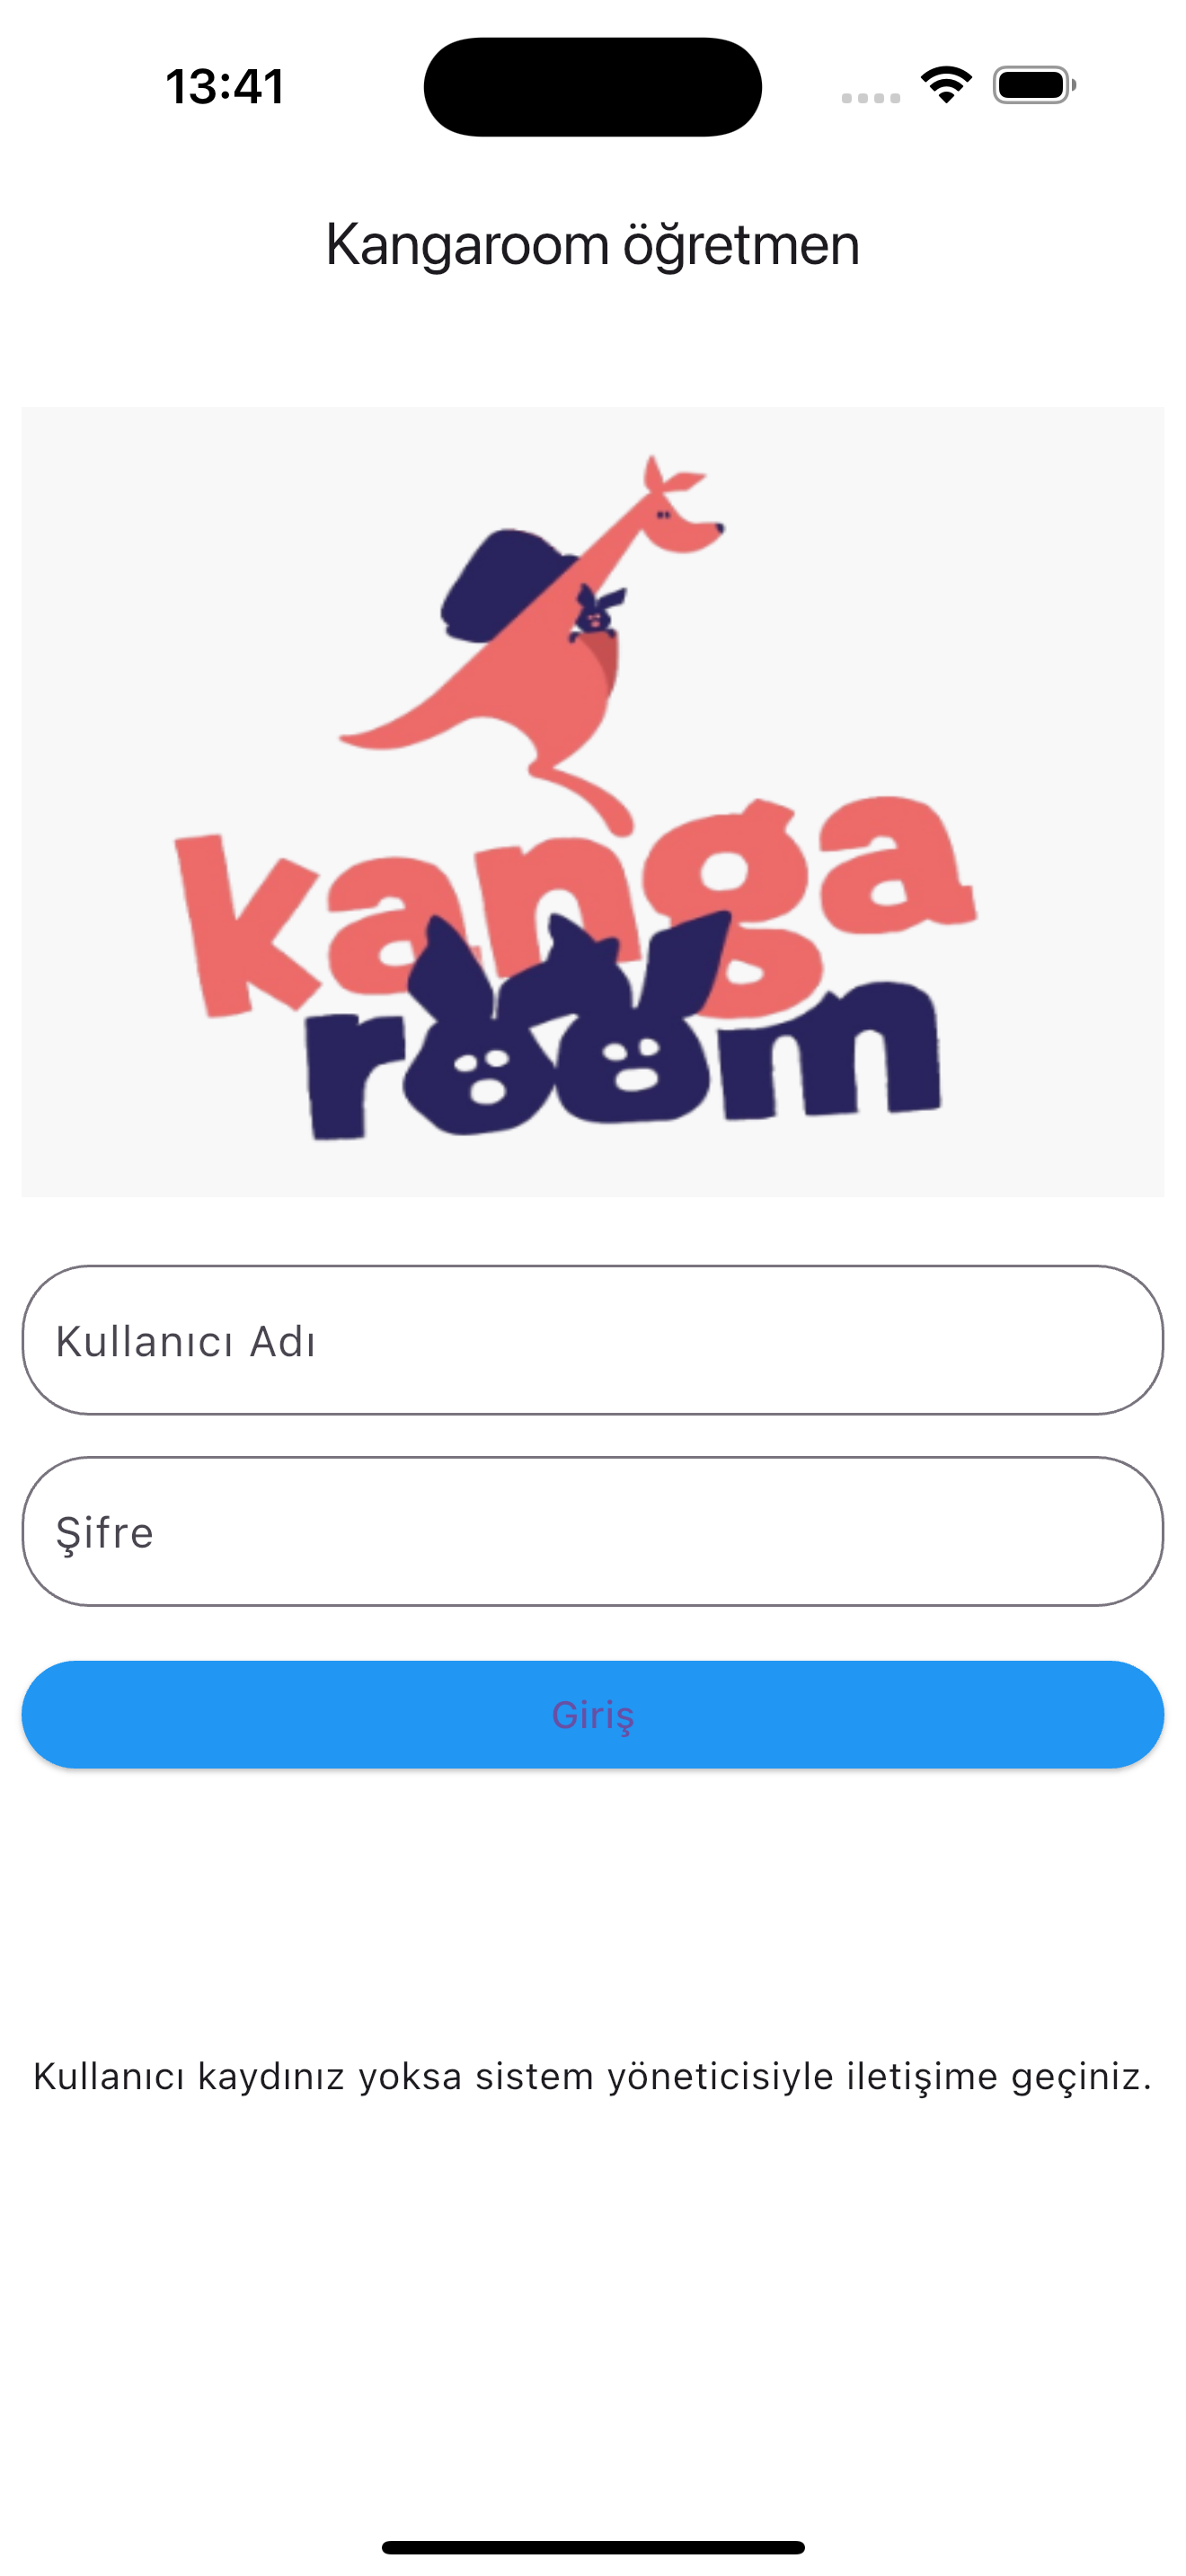 13:41
Kangaroom öğretmen
kanga
room
Kullanıcı Adı
Şifre
Giriş
Kullanıcı kaydınız yoksa sistem yöneticisiyle iletişime geçiniz.